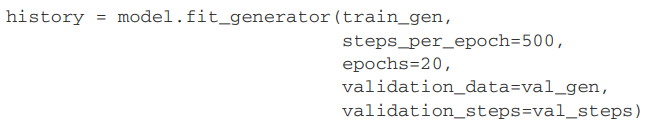 history = model.fit_generator(train_gen,
                              steps_per_epoch=500,
                              epochs=20,
                              validation_data=val_gen,
                              validation_steps=val_steps)